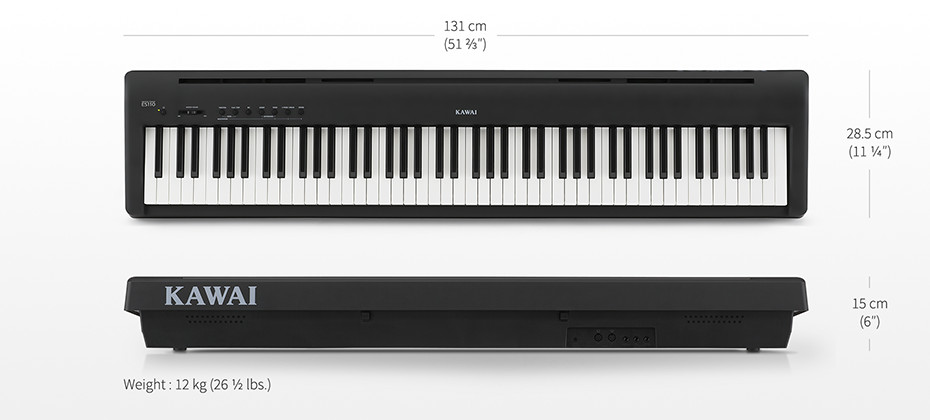 131 cm
(51 ⅔")
ES110
KAWAI
28.5 cm
(11 ¼")
KAWAI
15 cm
(6")
Weight : 12 kg (26 ½ lbs.)